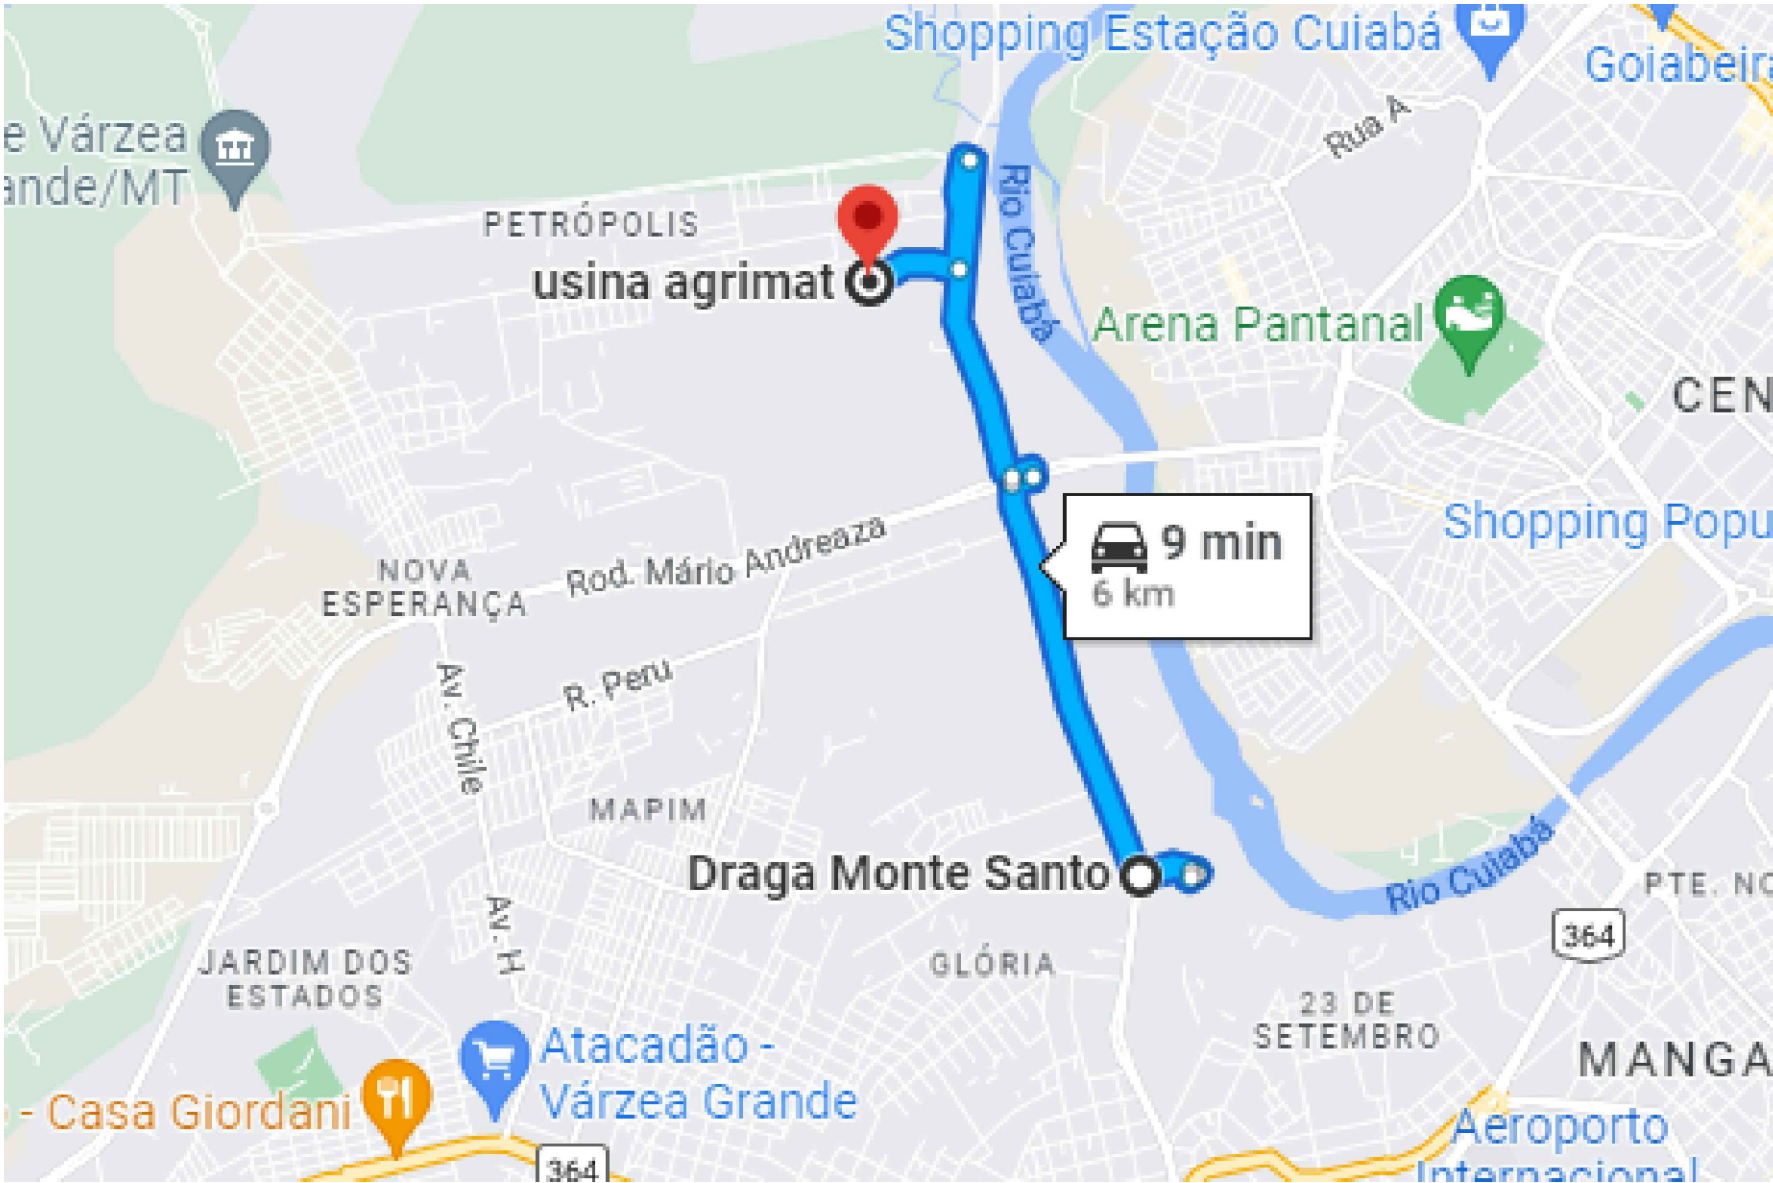 Shopping Estação Cuiabá
Goiabeira
e Várzea
ande/MT
Rua A
PETRÓPOLIS
Rio Cuiabá
usina agrimat
Arena Pantanal
CEN
Shopping Popu
9 min
6 km
Rod. Mário Andreaza
NOVA
ESPERANÇA
R. Peru
Av. Chile
MAPIM
Draga Monte Santo
Rio Cuiabá
PTE. NO
364
Av. H
JARDIM DOS
ESTADOS
GLÓRIA
23 DE
SETEMBRO
MANGA
Atacadão -
Várzea Grande
- Casa Giordani
Aeroporto
Internacional
364